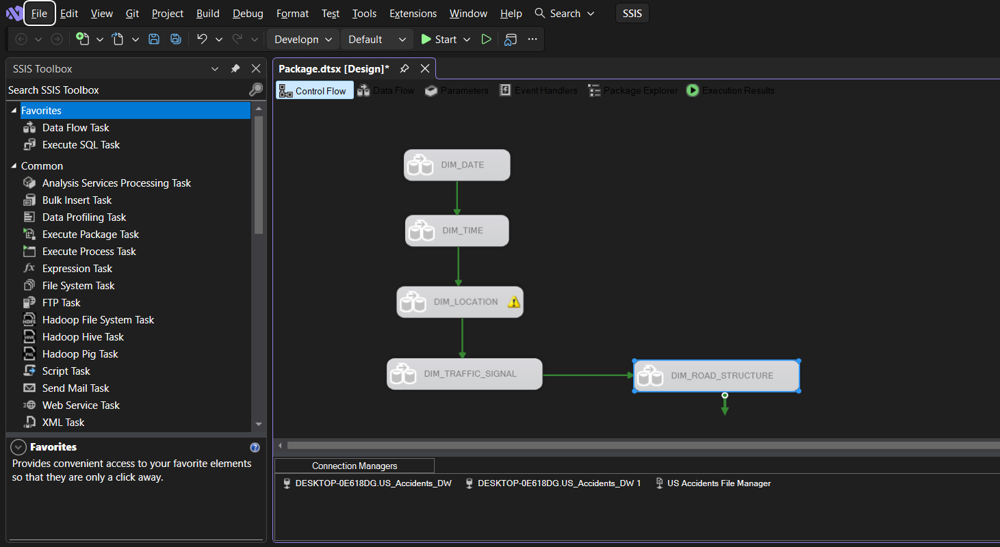 File Edit View Git Project Build Debug Format Test Tools Extensions Window Help Search SSIS
Developn Default Start
SSIS Toolbox
Search SSIS Toolbox
Favorites
Data Flow Task
Execute SQL Task
Common
Analysis Services Processing Task
Bulk Insert Task
Data Profiling Task
Execute Package Task
Execute Process Task
Expression Task
File System Task
FTP Task
Hadoop File System Task
Hadoop Hive Task
Hadoop Pig Task
Script Task
Send Mail Task
Web Service Task
XML Task
Favorites
Provides convenient access to your favorite elements
so that they are only a click away.
Package.dtsx [Design]*
Control Flow Data Flow Parameters Event Handlers Package Explorer Execution Results
DIM_DATE
DIM_TIME
DIM_LOCATION
DIM_TRAFFIC_SIGNAL DIM_ROAD_STRUCTURE
Connection Managers
DESKTOP-0E618DG.US_Accidents_DW DESKTOP-0E618DG.US_Accidents_DW 1 US Accidents File Manager